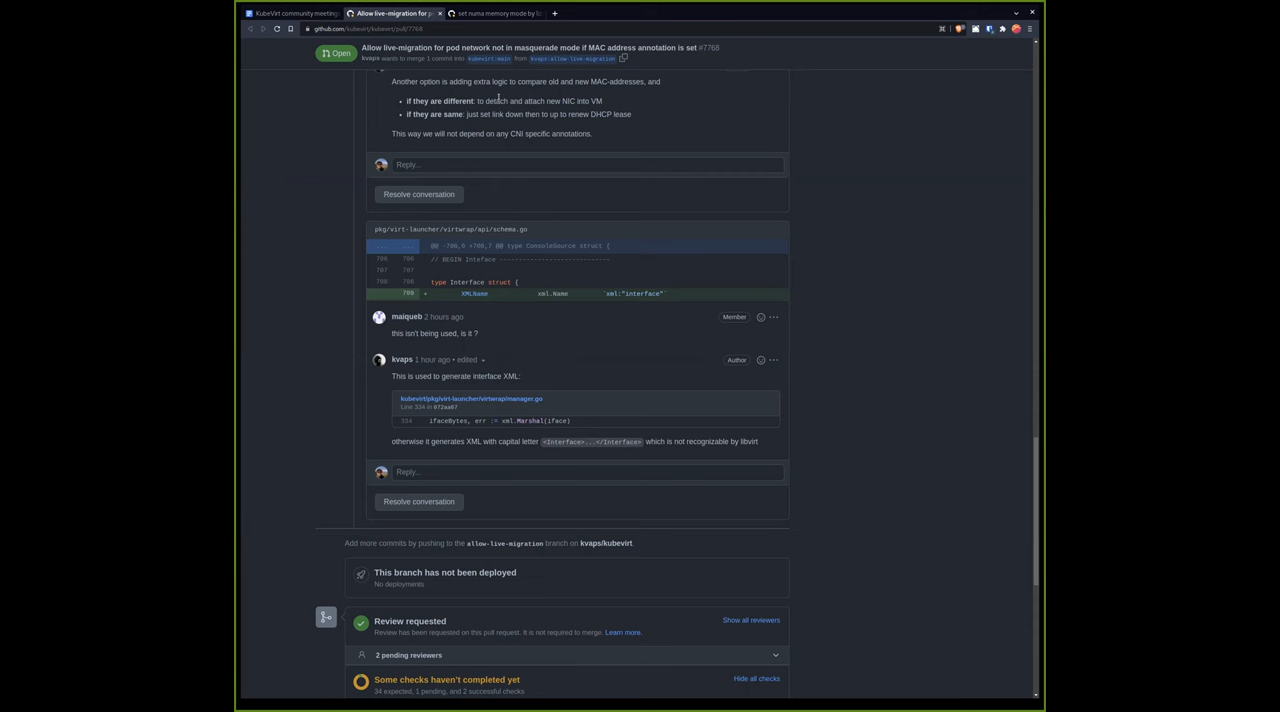 KubeVirt community meeting
Allow live-migration for p
set numa memory mode by li
github.com/kubevirt/kubevirt/pull/7768
Open
Allow live-migration for pod network not in masquerade mode if MAC address annotation is set #7768
kvaps wants to merge 1 commit into kubevirt:main from kvaps:allow-live-migration
Another option is adding extra logic to compare old and new MAC-addresses, and
• if they are different: to detach and attach new NIC into VM
• if they are same: just set link down then to up to renew DHCP lease
This way we will not depend on any CNI specific annotations.
Reply...
Resolve conversation
pkg/virt-launcher/virtwrap/api/schema.go
... ... @@ -706,6 +706,7 @@ type ConsoleSource struct {
706 706 // BEGIN Inteface -----------------------------
707 707
708 708 type Interface struct {
709 + XMLName xml.Name `xml:"interface"`
maiqueb 2 hours ago
Member
this isn't being used, is it ?
kvaps 1 hour ago • edited
Author
This is used to generate interface XML:
kubevirt/pkg/virt-launcher/virtwrap/manager.go
Line 334 in 072aa67
334 ifaceBytes, err := xml.Marshal(iface)
otherwise it generates XML with capital letter <Interface>...</Interface> which is not recognizable by libvirt
Reply...
Resolve conversation
Add more commits by pushing to the allow-live-migration branch on kvaps/kubevirt.
This branch has not been deployed
No deployments
Review requested
Show all reviewers
Review has been requested on this pull request. It is not required to merge. Learn more.
2 pending reviewers
Some checks haven't completed yet
Hide all checks
34 expected, 1 pending, and 2 successful checks